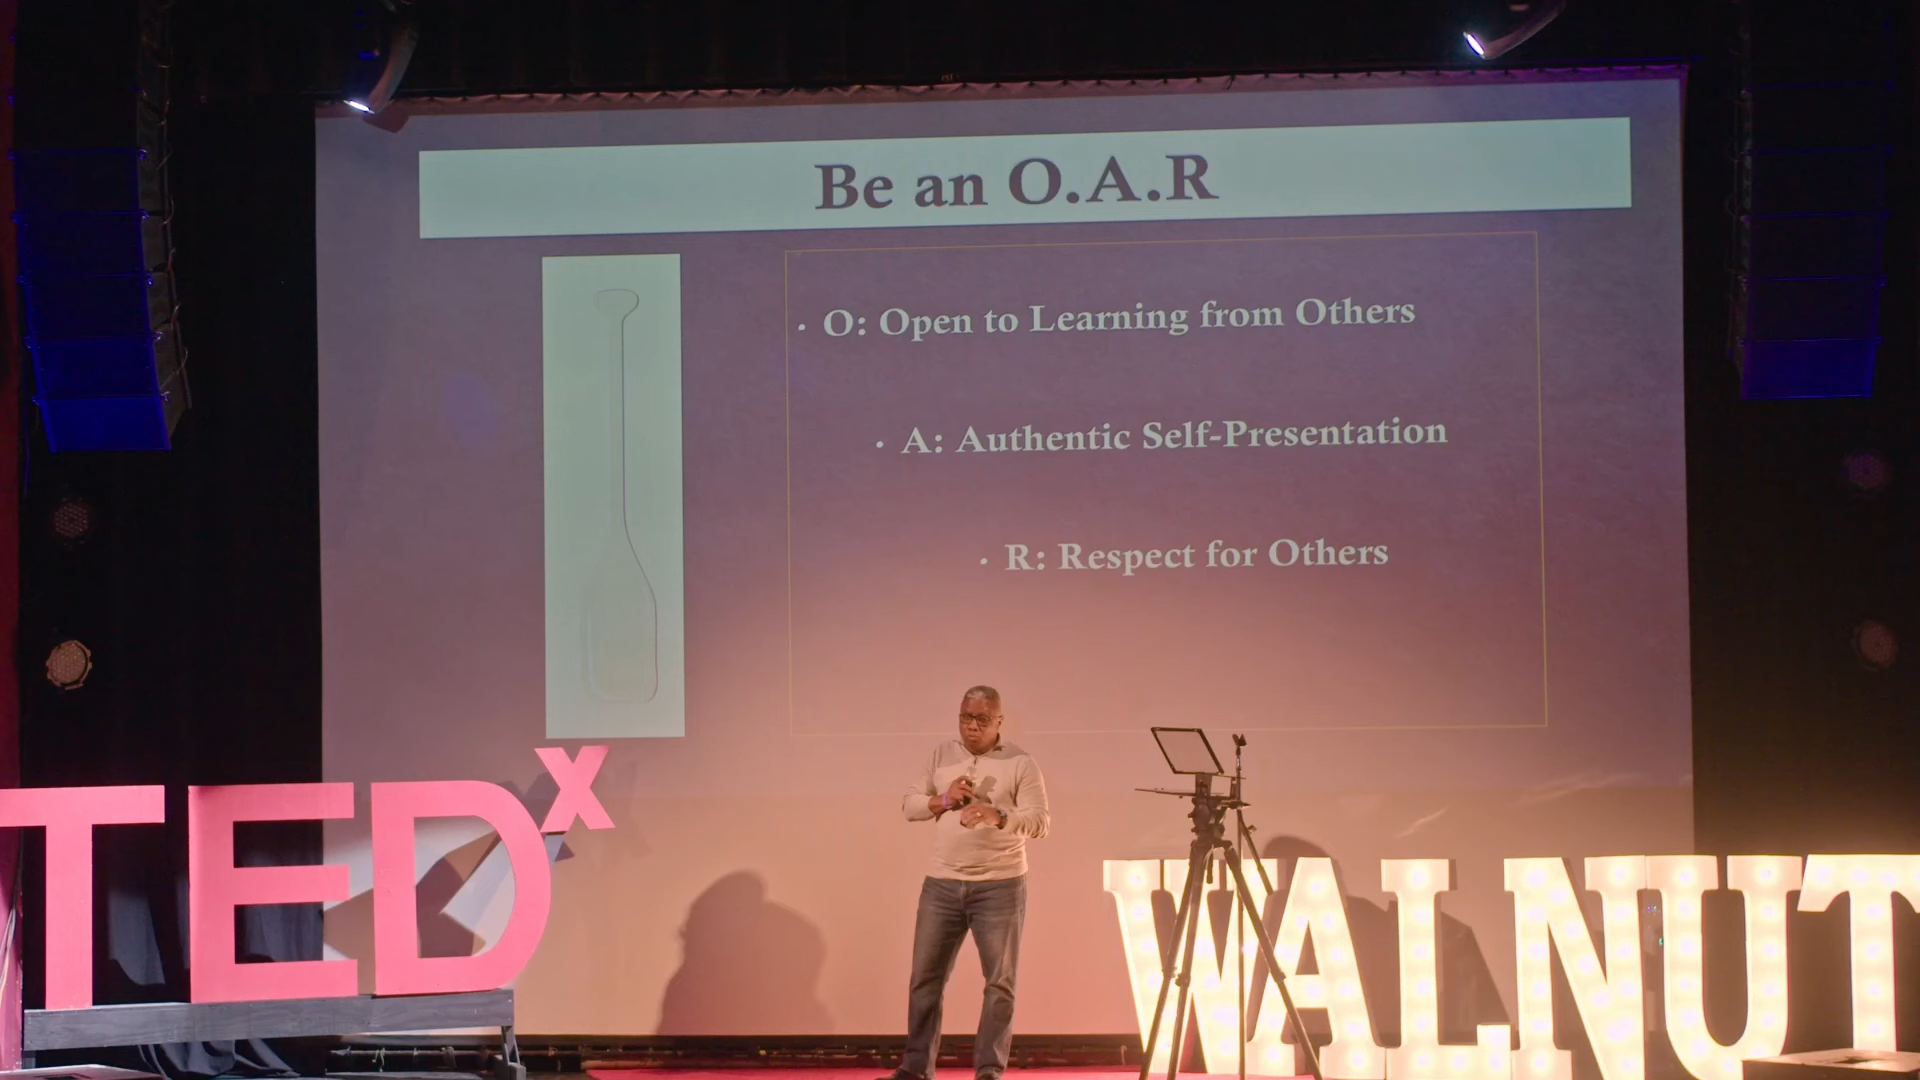 Be an O.A.R
· O: Open to Learning from Others
· A: Authentic Self-Presentation
· R: Respect for Others
TEDx
WALNUT